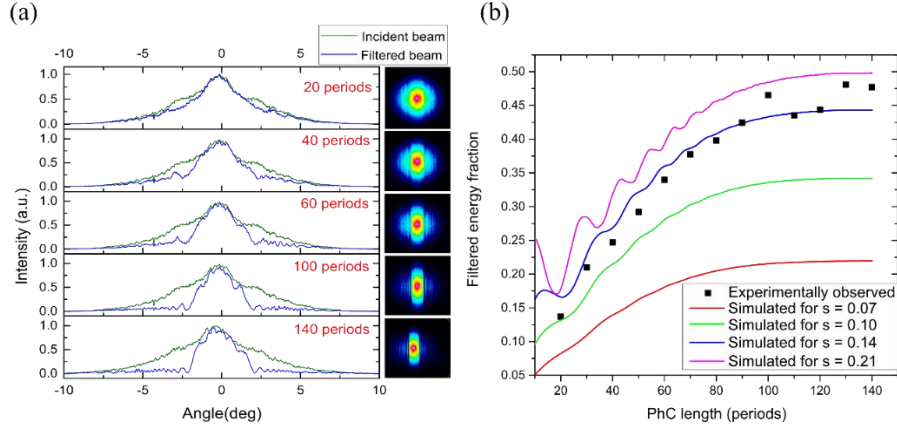 (a)
(b)
-10 -5 0 5 10
Incident beam
Filtered beam
1.0
0.5
0.0
20 periods
1.0
0.5
0.0
40 periods
1.0
0.5
0.0
60 periods
1.0
0.5
0.0
100 periods
1.0
0.5
0.0
140 periods
-10 -5 0 5 10
Angle(deg)
Intensity (a.u.)
Filtered energy fraction
0.50
0.45
0.40
0.35
0.30
0.25
0.20
0.15
0.10
0.05
Experimentally observed
Simulated for s = 0.07
Simulated for s = 0.10
Simulated for s = 0.14
Simulated for s = 0.21
20 40 60 80 100 120 140
PhC length (periods)